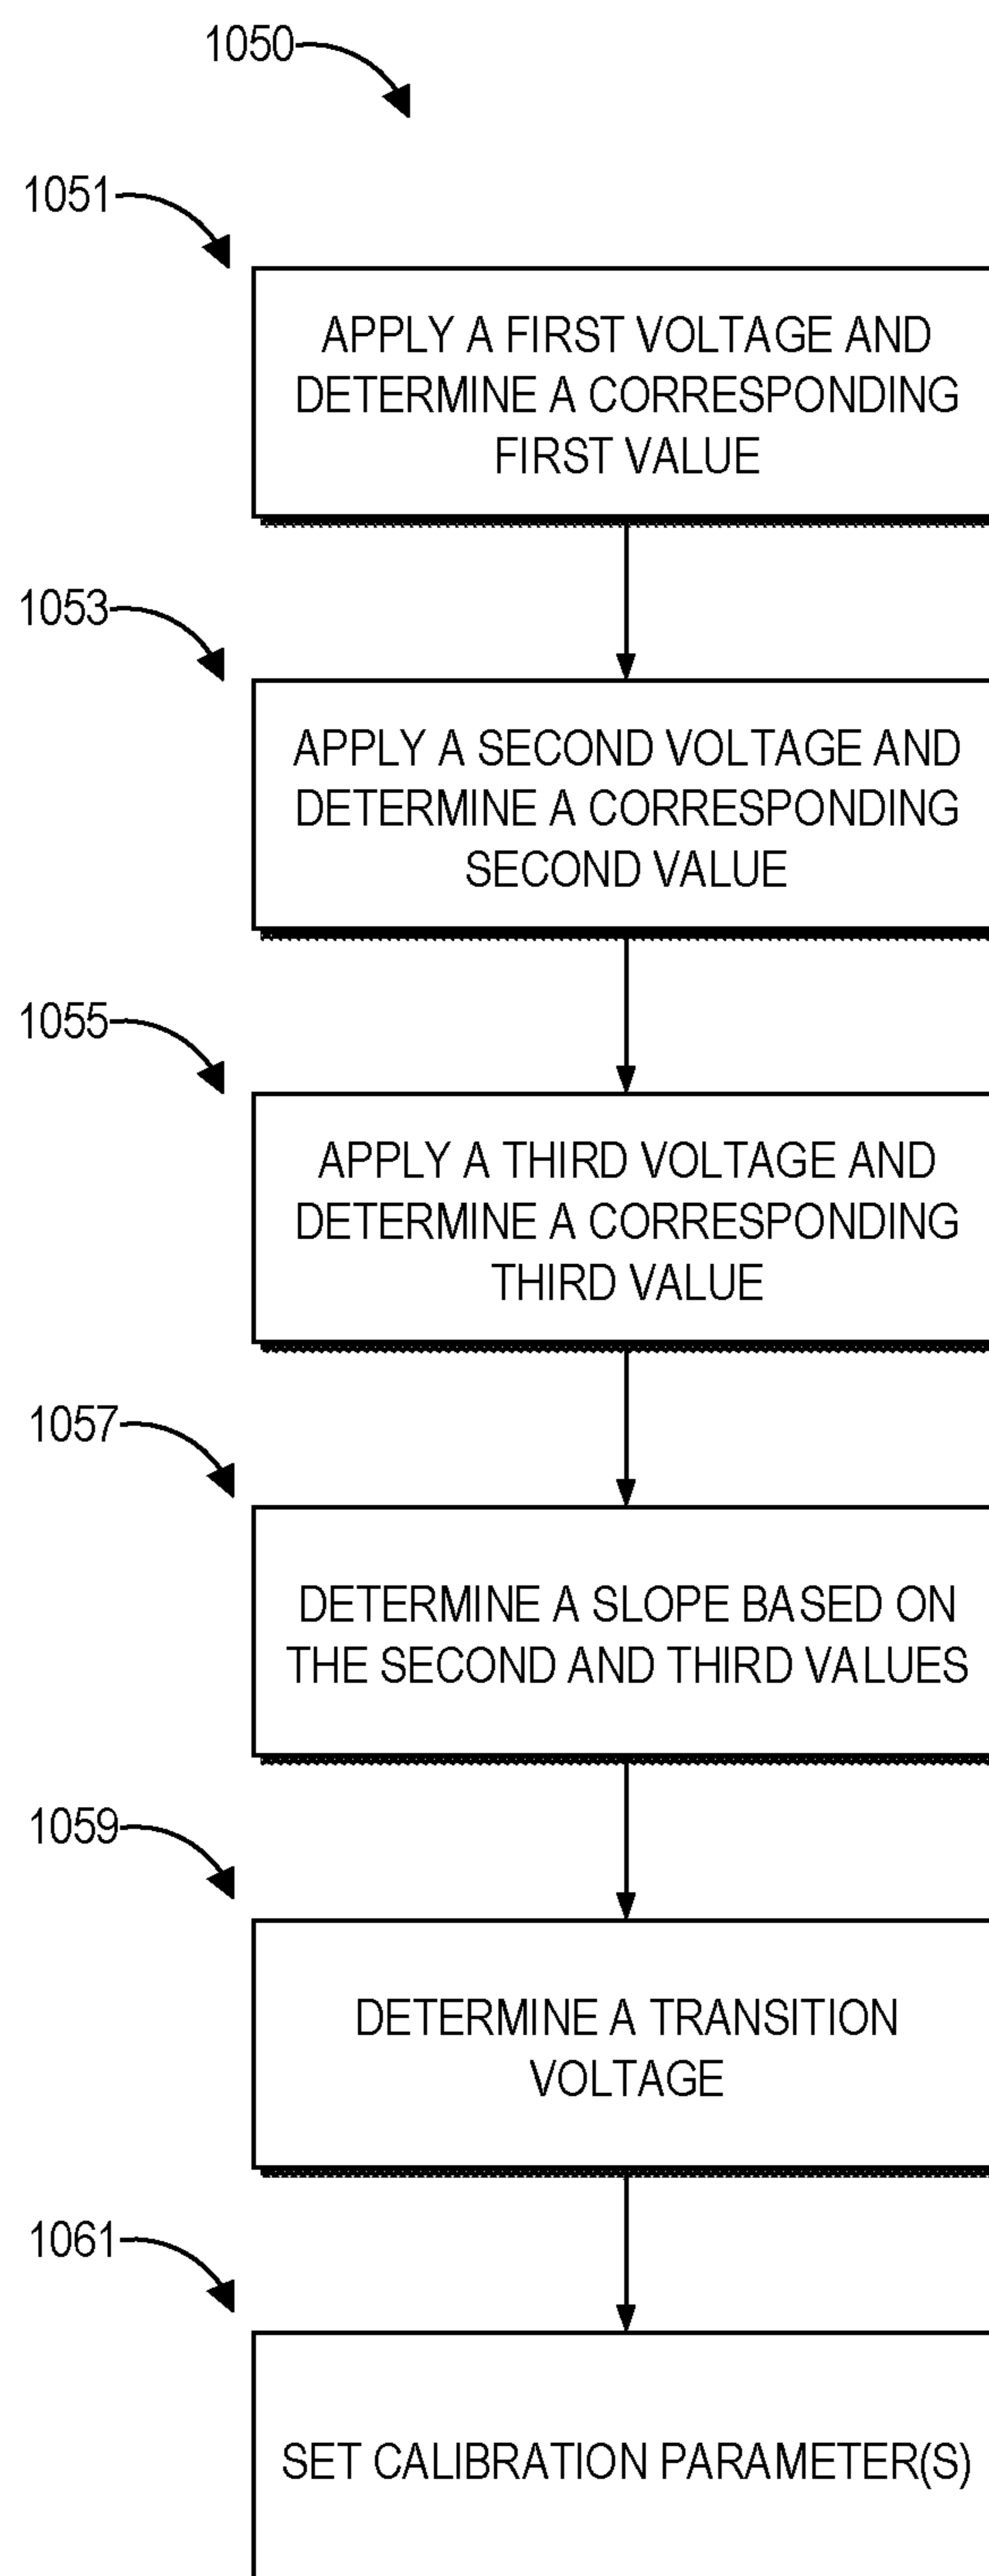 1050
1051
APPLY A FIRST VOLTAGE AND
DETERMINE A CORRESPONDING
FIRST VALUE
1053
APPLY A SECOND VOLTAGE AND
DETERMINE A CORRESPONDING
SECOND VALUE
1055
APPLY A THIRD VOLTAGE AND
DETERMINE A CORRESPONDING
THIRD VALUE
1057
DETERMINE A SLOPE BASED ON
THE SECOND AND THIRD VALUES
1059
DETERMINE A TRANSITION
VOLTAGE
1061
SET CALIBRATION PARAMETER(S)